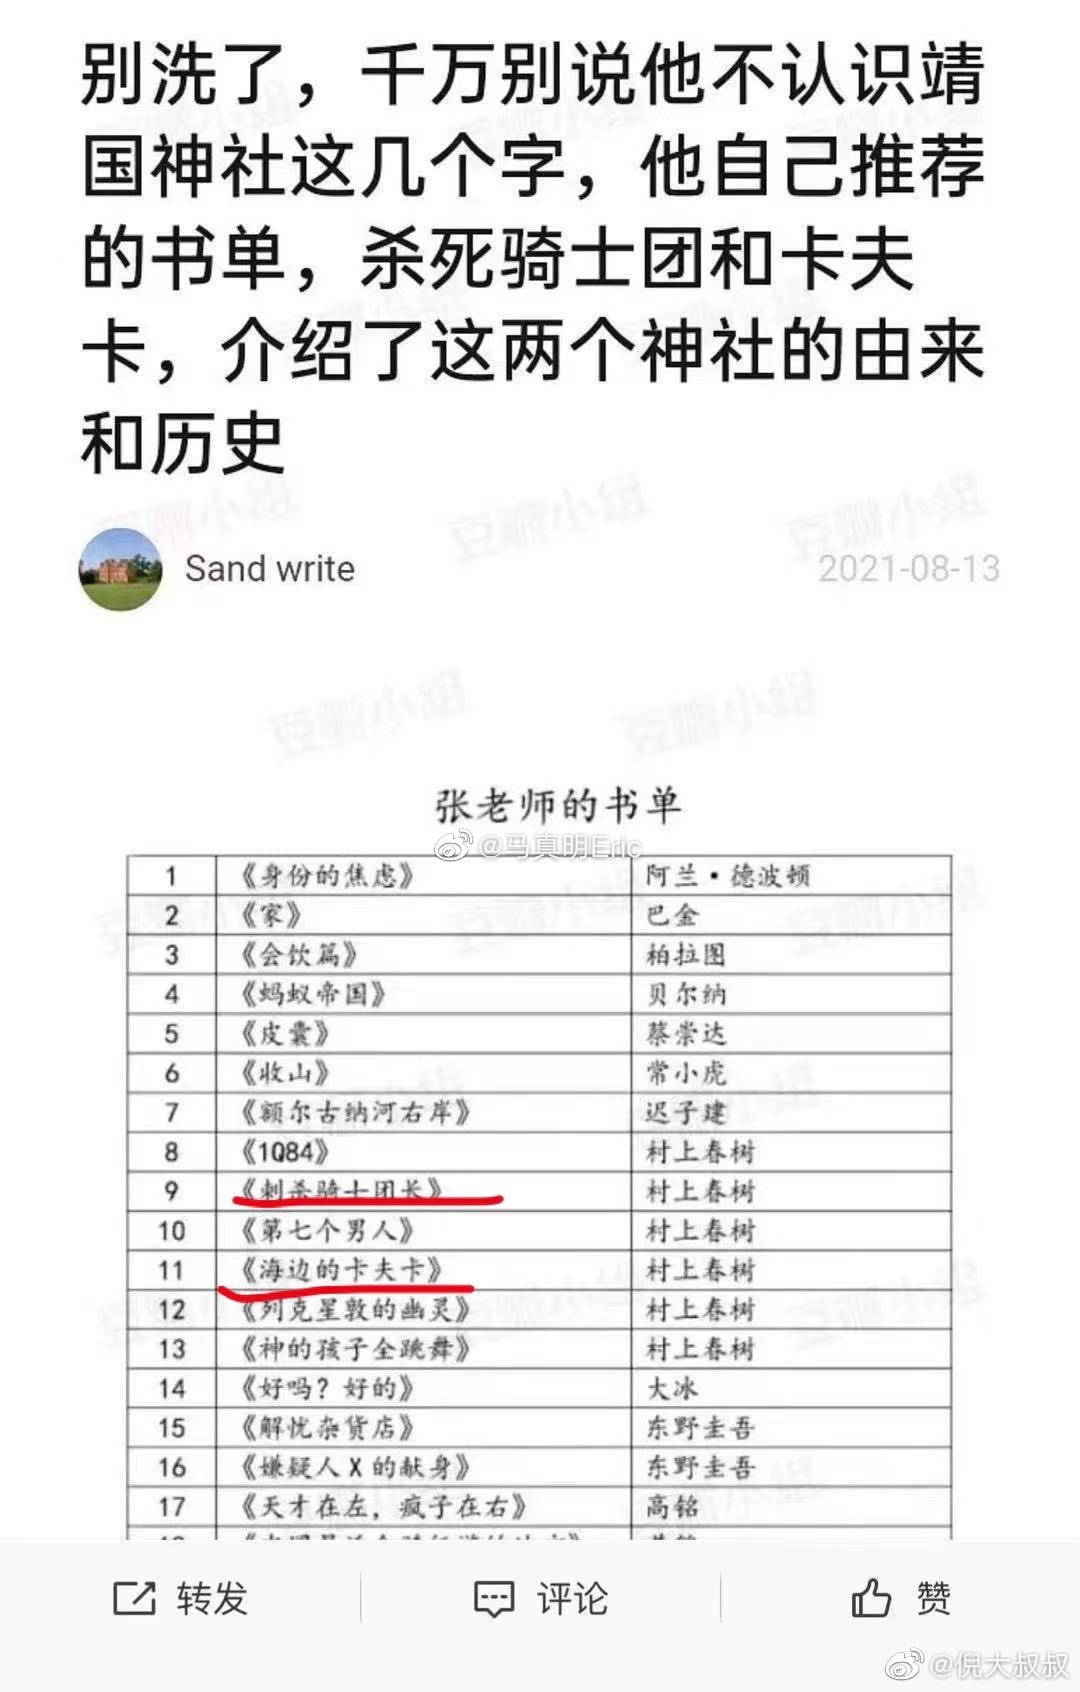 别洗了，千万别说他不认识靖
国神社这几个字，他自己推荐
的书单，杀死骑士团和卡夫
卡，介绍了这两个神社的由来
和历史
Sand write 2021-08-13
张老师的书单
@马真明Eric
1 《身份的焦虑》 阿兰·德波顿
2 《家》 巴金
3 《会饮篇》 柏拉图
4 《蚂蚁帝国》 贝尔纳
5 《皮囊》 蔡崇达
6 《收山》 常小虎
7 《额尔古纳河右岸》 迟子建
8 《1Q84》 村上春树
9 《刺杀骑士团长》 村上春树
10 《第七个男人》 村上春树
11 《海边的卡夫卡》 村上春树
12 《列克星敦的幽灵》 村上春树
13 《神的孩子全跳舞》 村上春树
14 《好吗？好的》 大冰
15 《解忧杂货店》 东野圭吾
16 《嫌疑人X的献身》 东野圭吾
17 《天才在左，疯子在右》 高铭
转发 评论 赞
@倪大叔叔